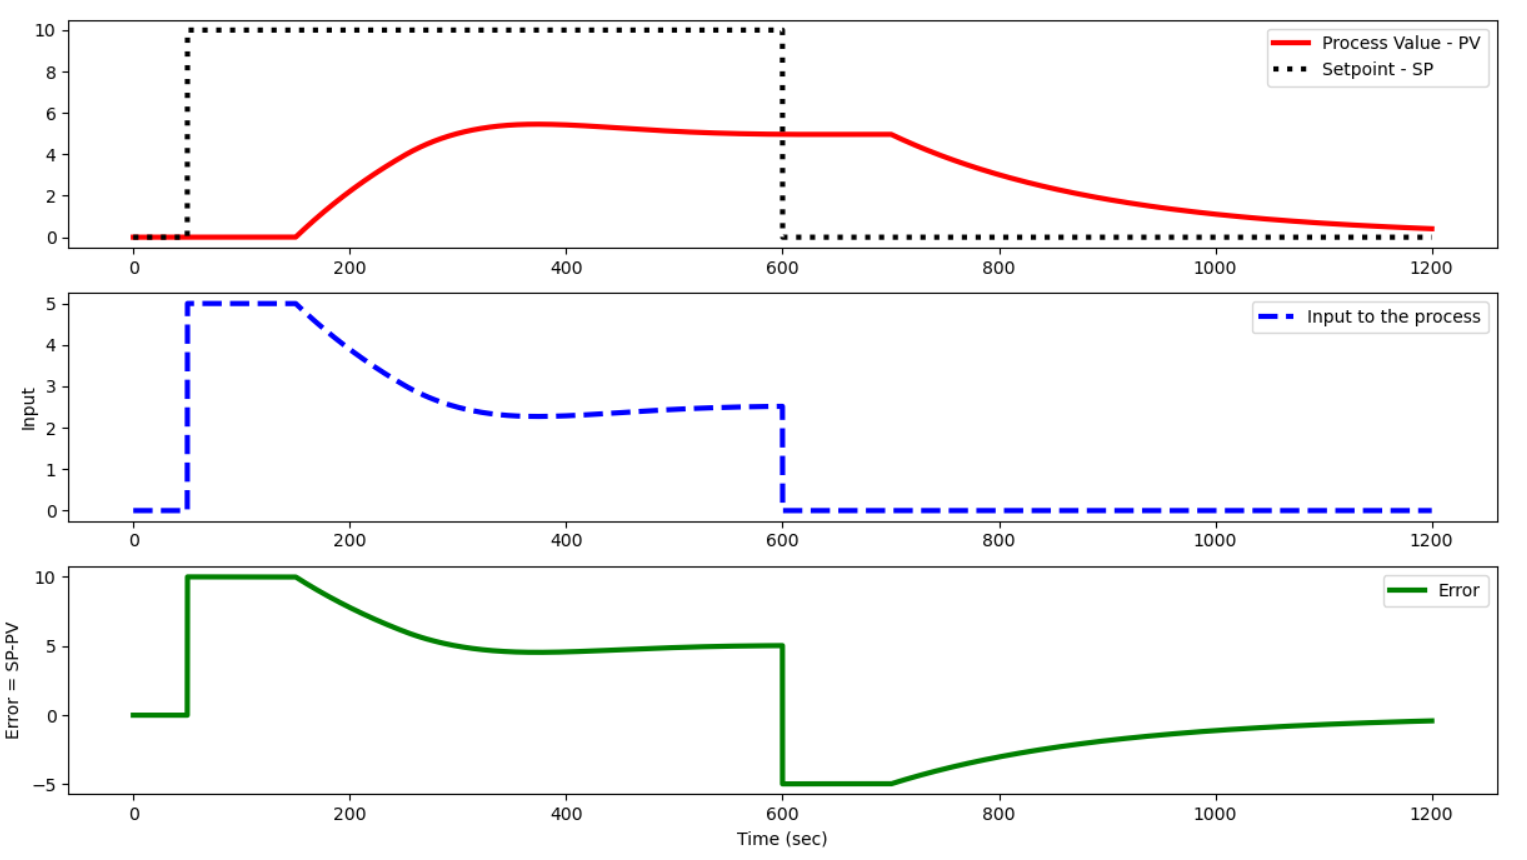 10
8
6
4
2
0
Process Value - PV
Setpoint - SP
0 200 400 600 800 1000 1200
Input
5
4
3
2
1
0
Input to the process
0 200 400 600 800 1000 1200
Error = SP-PV
10
5
0
−5
Error
0 200 400 600 800 1000 1200
Time (sec)